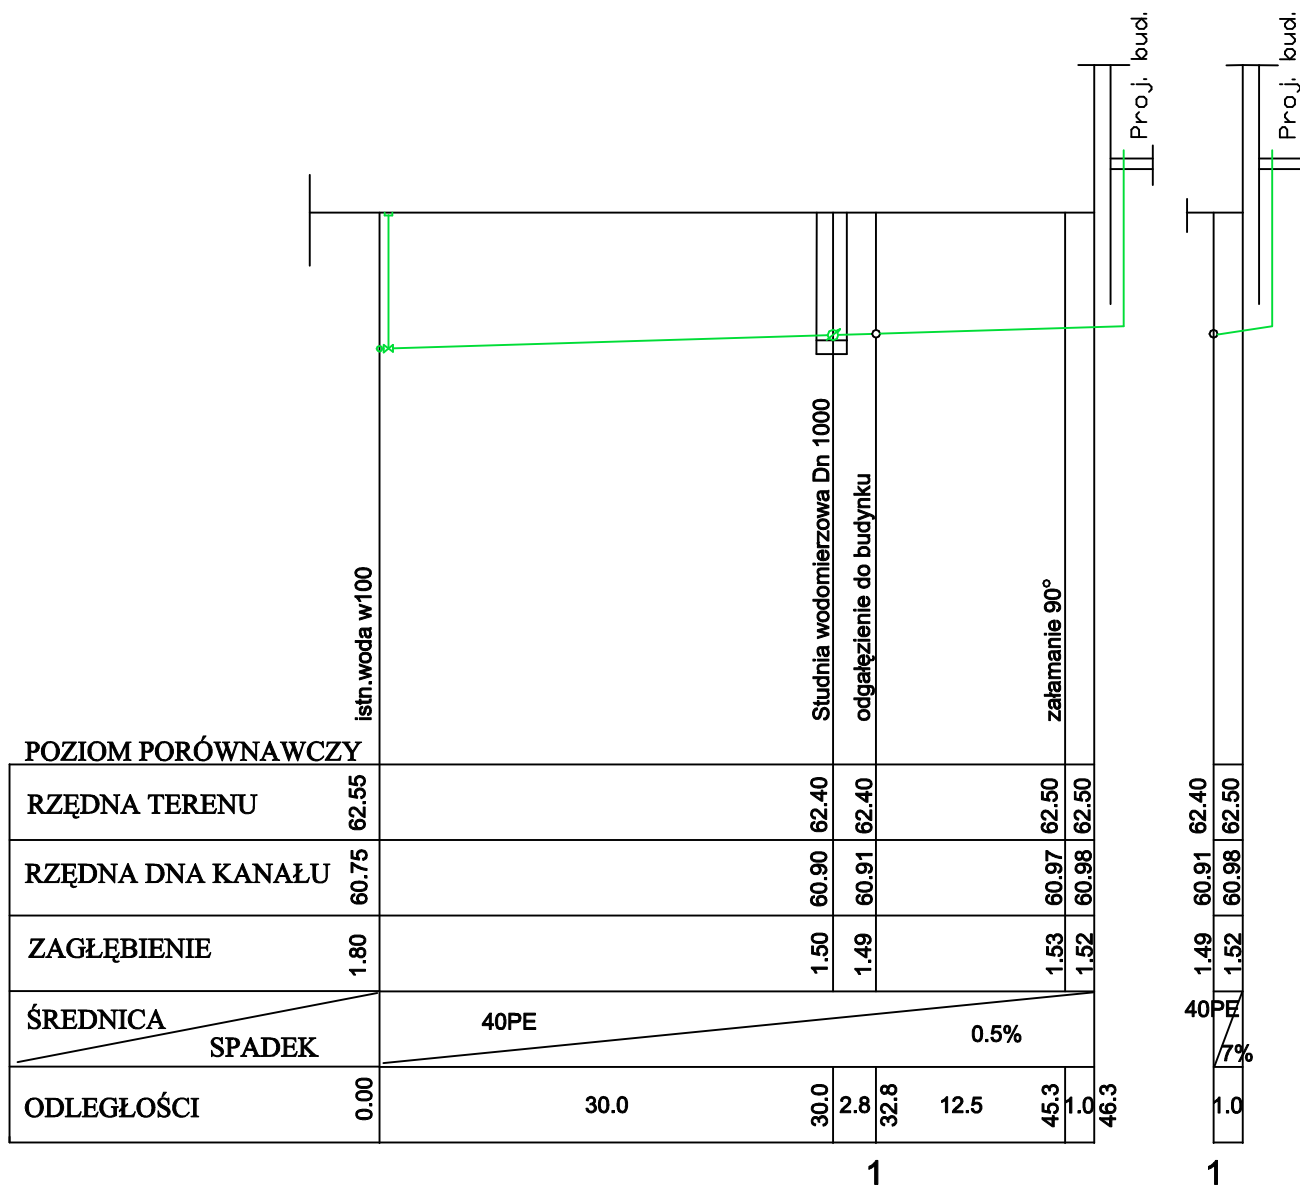 Proj. bud.
Proj. bud.
istn.woda w100
Studnia wodomierzowa Dn 1000
odgałęzienie do budynku
załamanie 90°
POZIOM PORÓWNAWCZY
RZĘDNA TERENU 62.55 62.40 62.40 62.50 62.50 62.40 62.50
RZĘDNA DNA KANAŁU 60.75 60.90 60.91 60.97 60.98 60.91 60.98
ZAGŁĘBIENIE 1.80 1.50 1.49 1.53 1.52 1.49 1.52
ŚREDNICA 40PE 40PE
SPADEK 0.5% 7%
ODLEGŁOŚCI 0.00 30.0 30.0 2.8 32.8 12.5 45.3 1.0 46.3 1.0
1 1